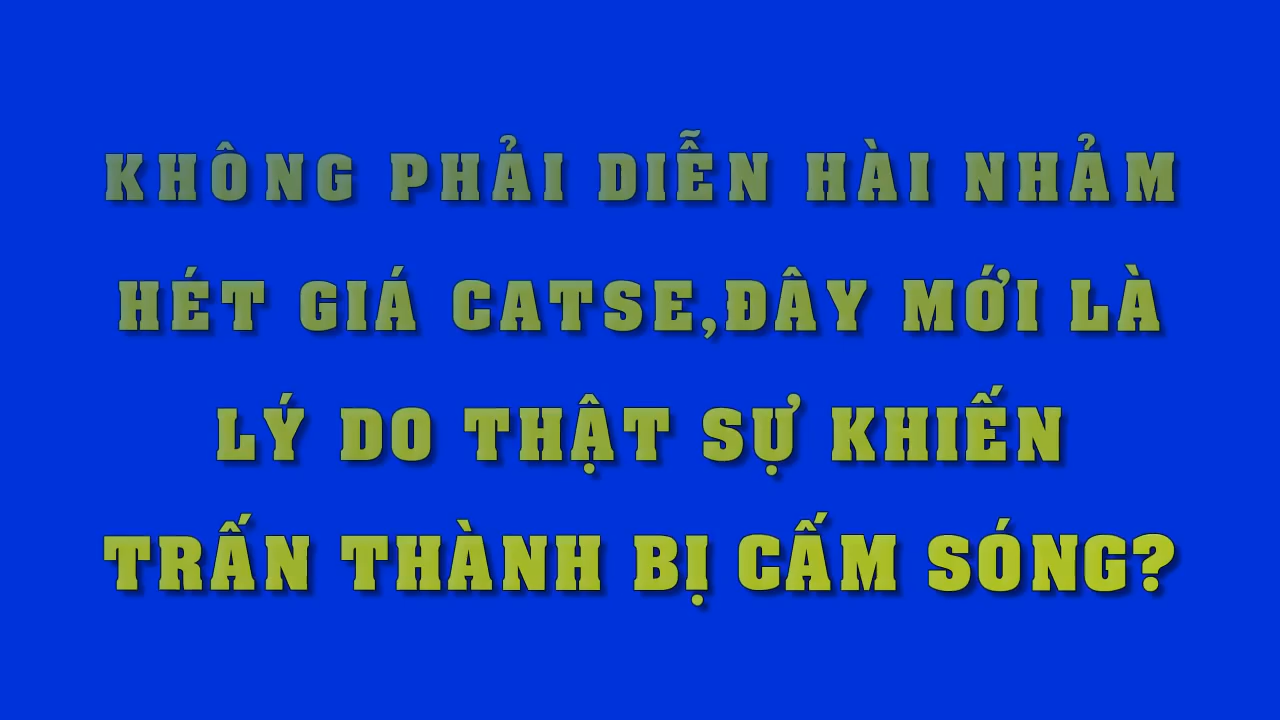 KHÔNG PHẢI DIỄN HÀI NHẢM
HÉT GIÁ CATSE,ĐÂY MỚI LÀ
LÝ DO THẬT SỰ KHIẾN
TRẤN THÀNH BỊ CẤM SÓNG?